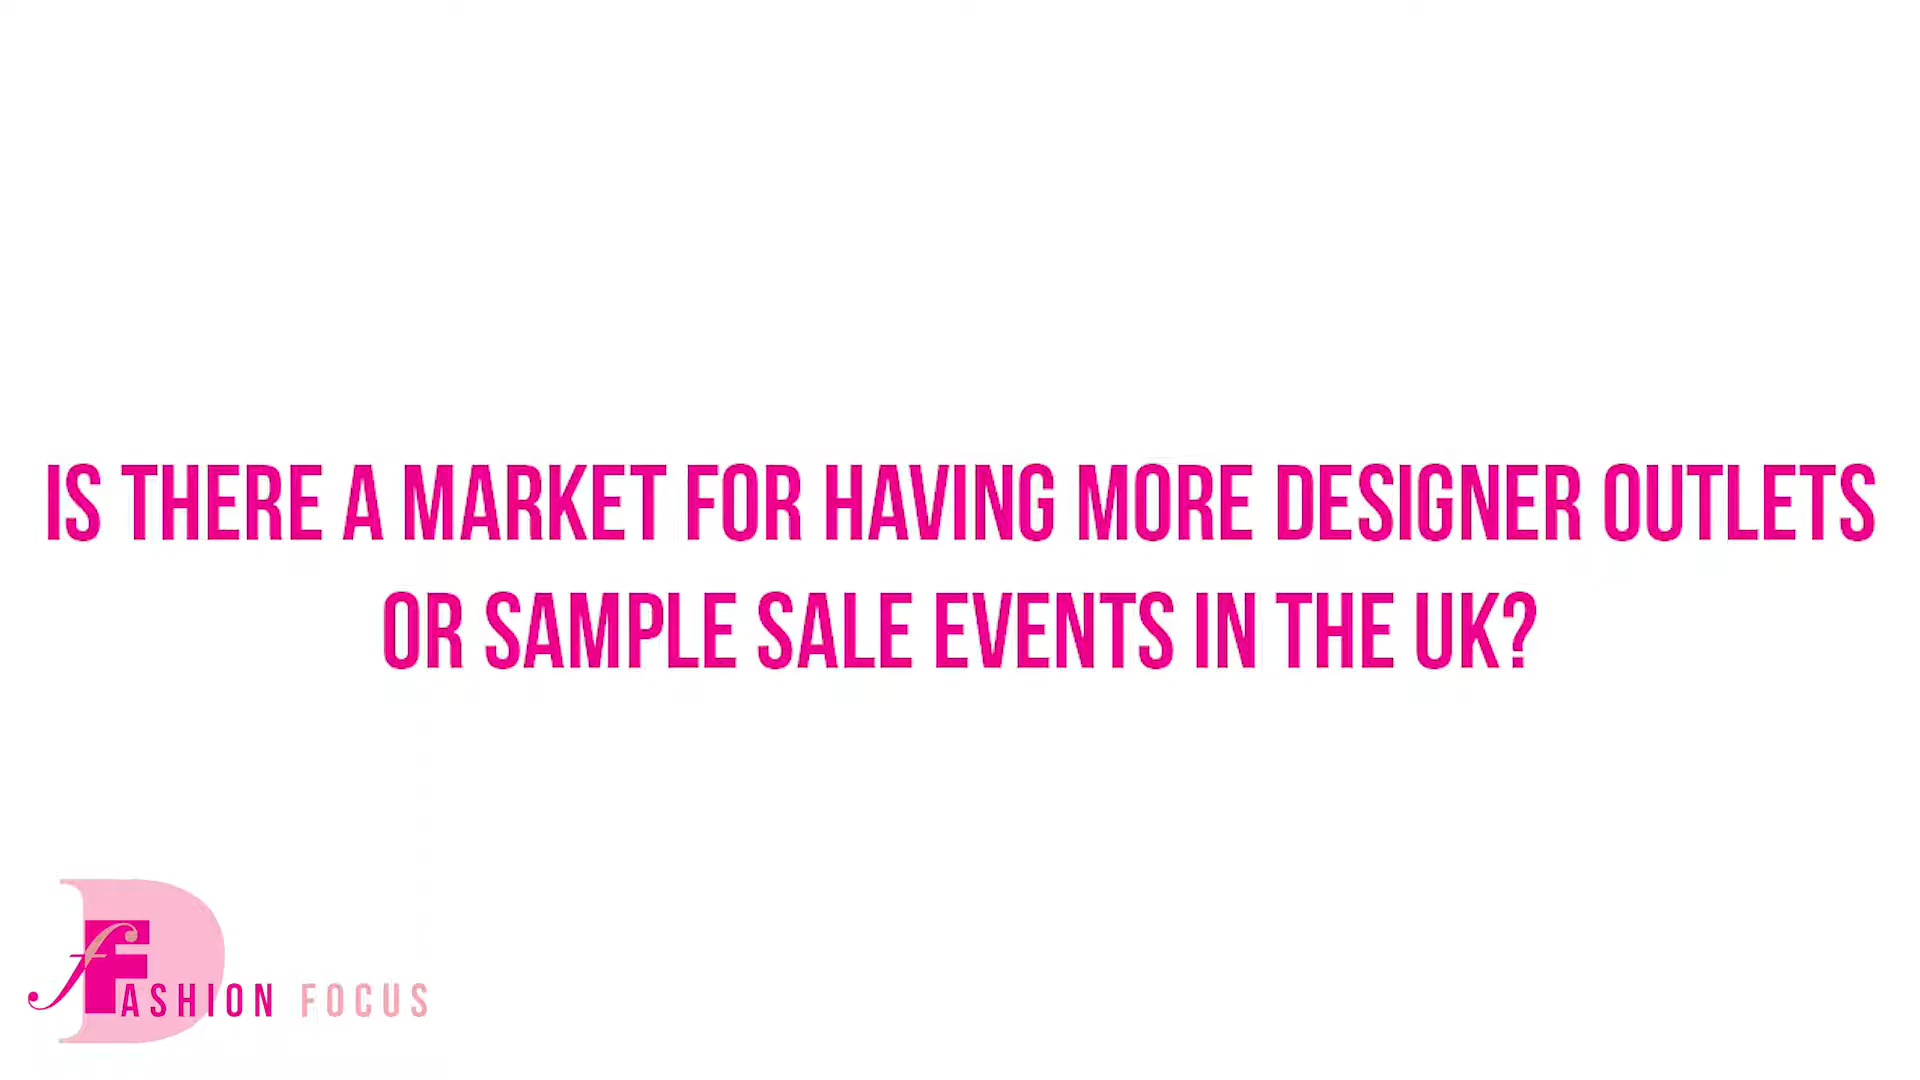 IS THERE A MARKET FOR HAVING MORE DESIGNER OUTLETS
OR SAMPLE SALE EVENTS IN THE UK?
FASHION FOCUS